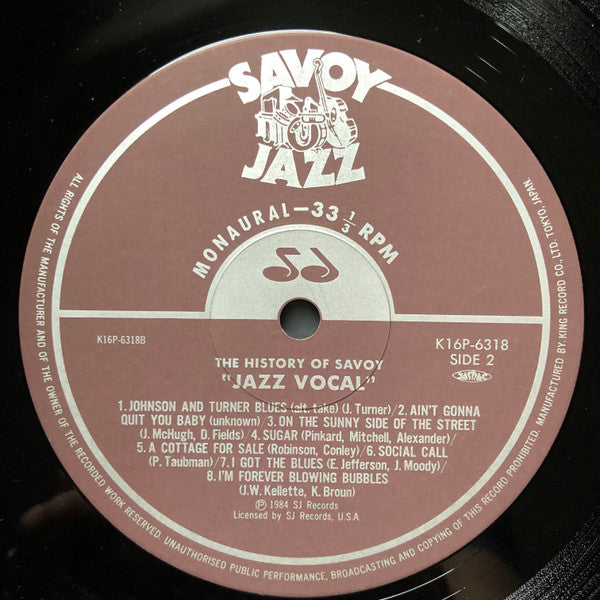 SAVOY
JAZZ
MONAURAL—33 1/3 RPM
K16P-6318B
K16P-6318
SIDE 2
JASRAC
THE HISTORY OF SAVOY
"JAZZ VOCAL"
1.JOHNSON AND TURNER BLUES (alt. take) (J. Turner)/2. AIN'T GONNA
QUIT YOU BABY (unknown)/3.ON THE SUNNY SIDE OF THE STREET
(J. McHugh, D. Fields)/4. SUGAR (Pinkard, Mitchell, Alexander)/
5.A COTTAGE FOR SALE (Robinson, Conley)/6. SOCIAL CALL
(P. Taubman)/7.I GOT THE BLUES (E. Jefferson, J. Moody)/
8.I'M FOREVER BLOWING BUBBLES
(J.W. Kellette, K. Broun)
Ⓟ 1984 SJ Records
Licensed by SJ Records, U.S.A.
ALL RIGHTS OF THE MANUFACTURER AND OF THE OWNER OF THE RECORDED WORK RESERVED. UNAUTHORISED PUBLIC PERFORMANCE, BROADCASTING AND COPYING OF THIS RECORD PROHIBITED. MANUFACTURED BY KING RECORD CO., LTD. TOKYO, JAPAN.